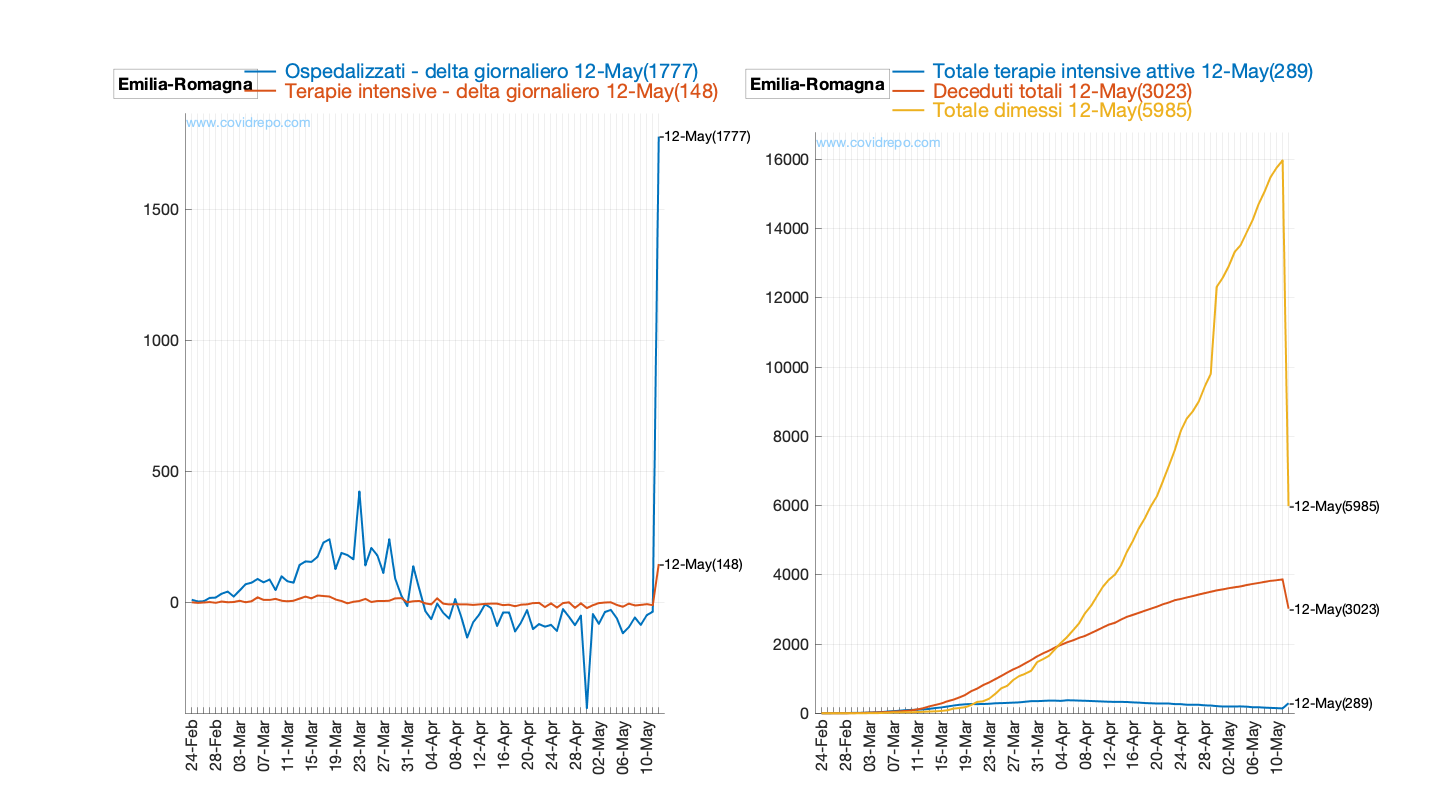 Emilia-Romagna
Ospedalizzati - delta giornaliero 12-May(1777)
Terapie intensive - delta giornaliero 12-May(148)
www.covidrepo.com
12-May(1777)
1500
1000
500
12-May(148)
0
24-Feb
28-Feb
03-Mar
07-Mar
11-Mar
15-Mar
19-Mar
23-Mar
27-Mar
31-Mar
04-Apr
08-Apr
12-Apr
16-Apr
20-Apr
24-Apr
28-Apr
02-May
06-May
10-May
Emilia-Romagna
Totale terapie intensive attive 12-May(289)
Deceduti totali 12-May(3023)
Totale dimessi 12-May(5985)
www.covidrepo.com
16000
14000
12000
10000
8000
6000
12-May(5985)
4000
12-May(3023)
2000
12-May(289)
0
24-Feb
28-Feb
03-Mar
07-Mar
11-Mar
15-Mar
19-Mar
23-Mar
27-Mar
31-Mar
04-Apr
08-Apr
12-Apr
16-Apr
20-Apr
24-Apr
28-Apr
02-May
06-May
10-May